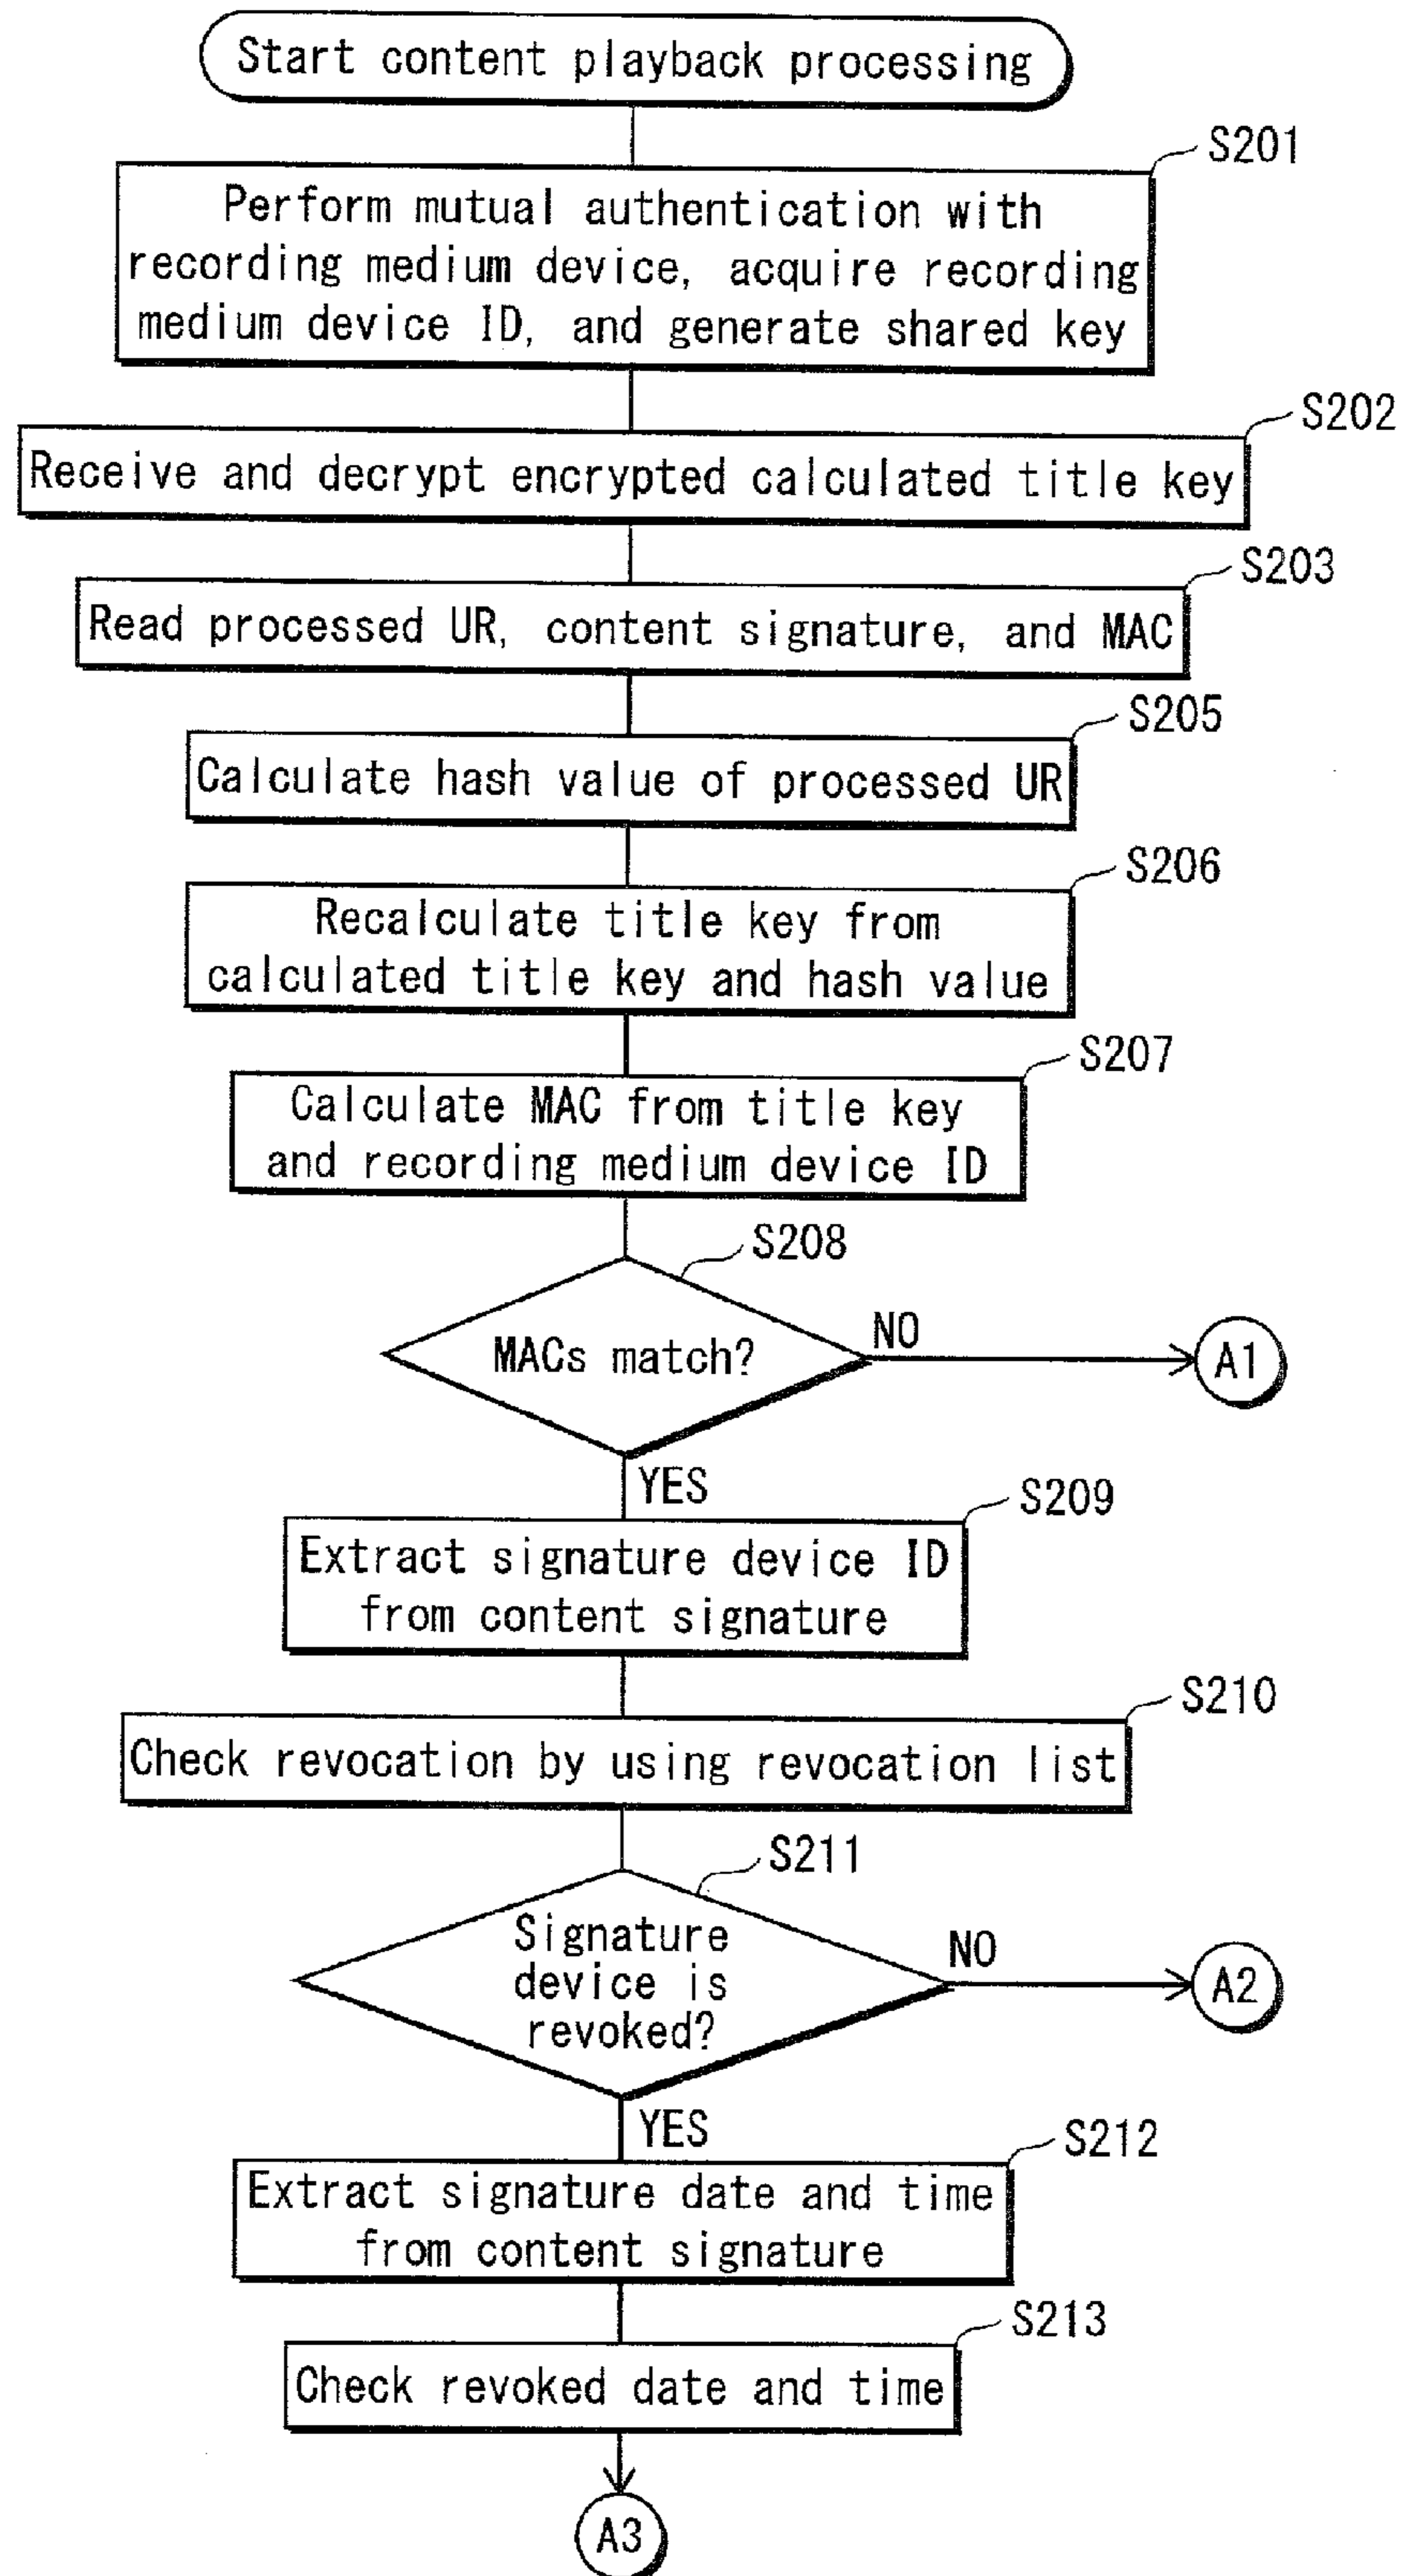 Start content playback processing
S201
Perform mutual authentication with
recording medium device, acquire recording
medium device ID, and generate shared key
S202
Receive and decrypt encrypted calculated title key
S203
Read processed UR, content signature, and MAC
S205
Calculate hash value of processed UR
S206
Recalculate title key from
calculated title key and hash value
S207
Calculate MAC from title key
and recording medium device ID
S208
MACs match?
NO
A1
YES
S209
Extract signature device ID
from content signature
S210
Check revocation by using revocation list
S211
Signature
device is
revoked?
NO
A2
YES
S212
Extract signature date and time
from content signature
S213
Check revoked date and time
A3